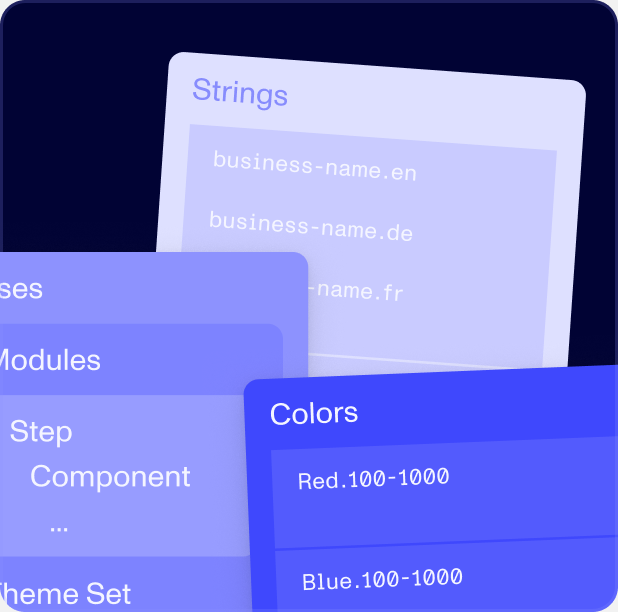 Strings
business-name.en
business-name.de
-name.fr
ses
Modules
Step
Component
...
Theme Set
Colors
Red.100-1000
Blue.100-1000